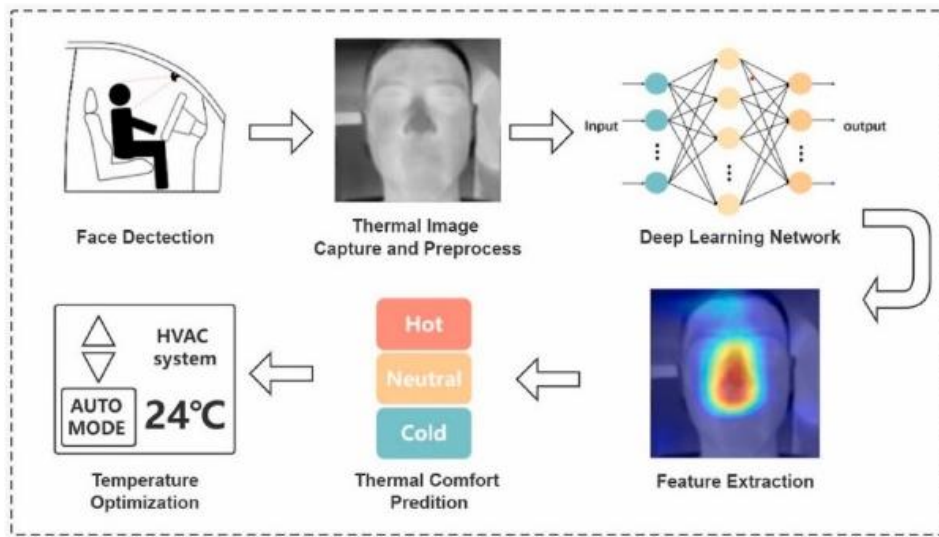 Input
output
Face Dectection
Thermal Image
Capture and Preprocess
Deep Learning Network
HVAC
system
AUTO
MODE
24℃
Hot
Neutral
Cold
Temperature
Optimization
Thermal Comfort
Predition
Feature Extraction